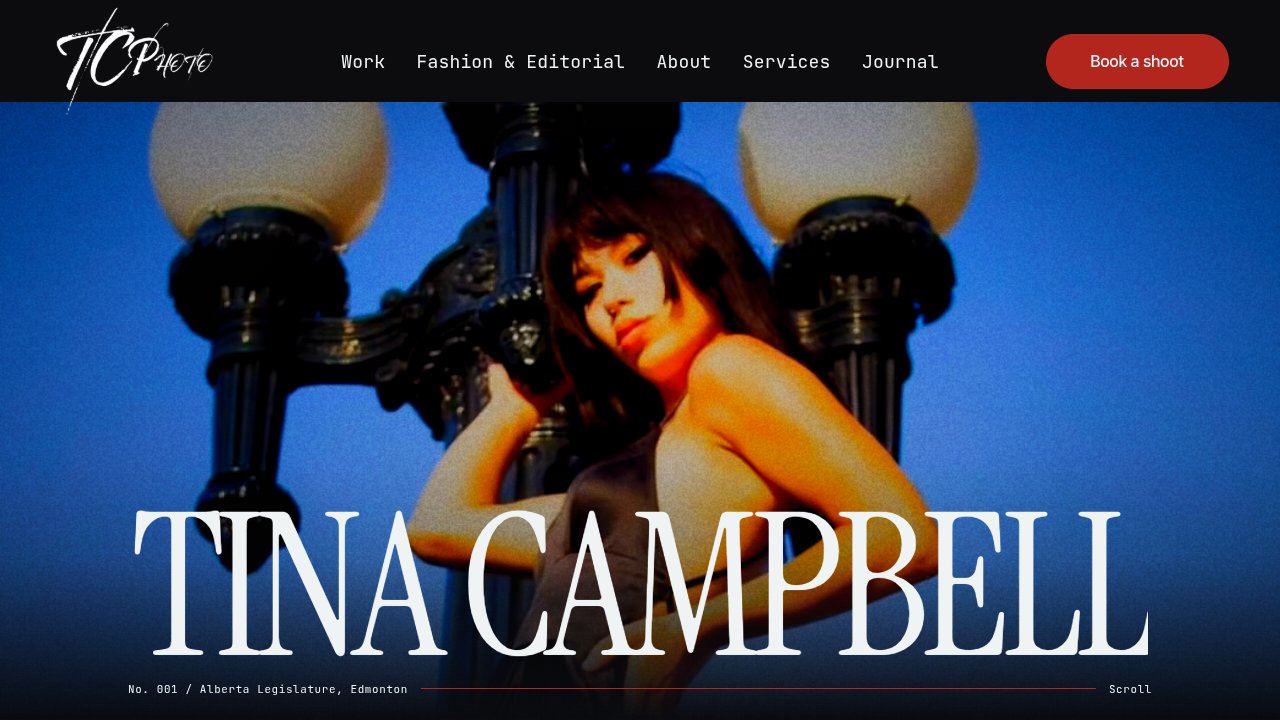 TCPHOTO
Work Fashion & Editorial About Services Journal
Book a shoot
TINA CAMPBELL
No. 001 / Alberta Legislature, Edmonton
Scroll